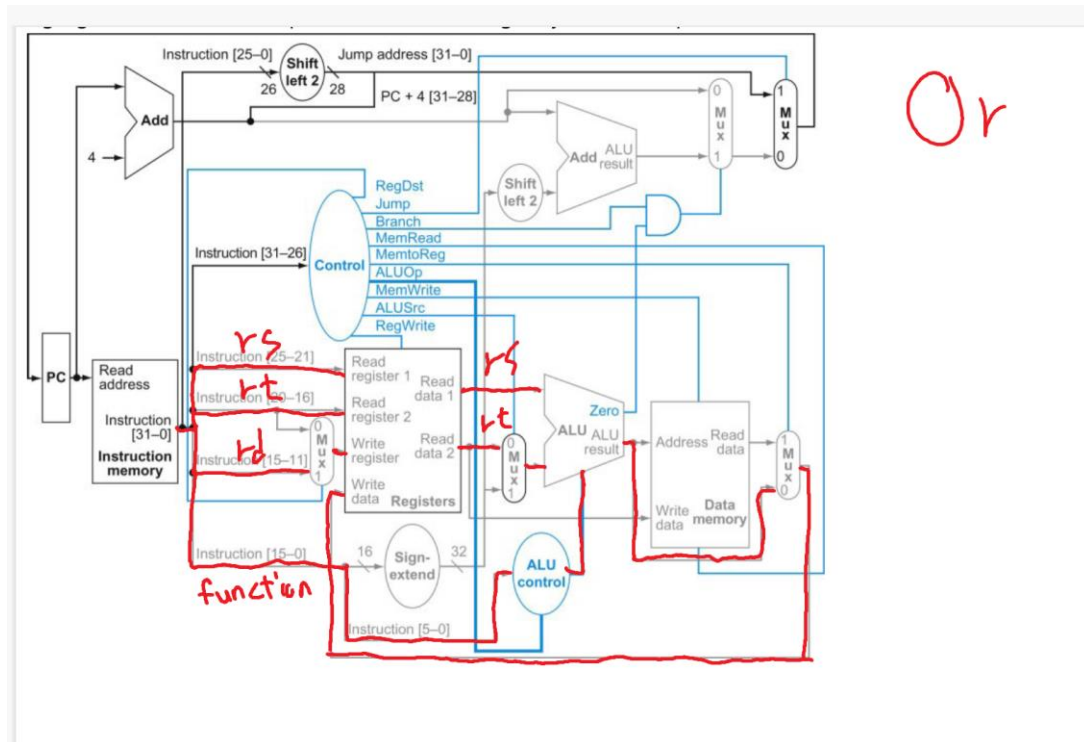 Instruction [25–0]
Shift
left 2
Jump address [31–0]
26
28
PC + 4 [31–28]
Or
Add
4
0
M
u
x
1
1
M
u
x
0
Add
ALU
result
Shift
left 2
RegDst
Jump
Branch
MemRead
MemtoReg
ALUOp
MemWrite
ALUSrc
RegWrite
Instruction [31–26]
Control
rs
Instruction [25–21]
rt
Instruction [20–16]
rd
Instruction [15–11]
PC
Read
address
Instruction
[31–0]
Instruction
memory
0
M
u
x
1
Read
register 1
Read
data 1
Read
register 2
Write
register
Read
data 2
Write
data
Registers
rs
rt
0
M
u
x
1
Zero
ALU
ALU
result
Address
Read
data
Write
data
Data
memory
1
M
u
x
0
Instruction [15–0]
16
Sign-
extend
32
ALU
control
function
Instruction [5–0]